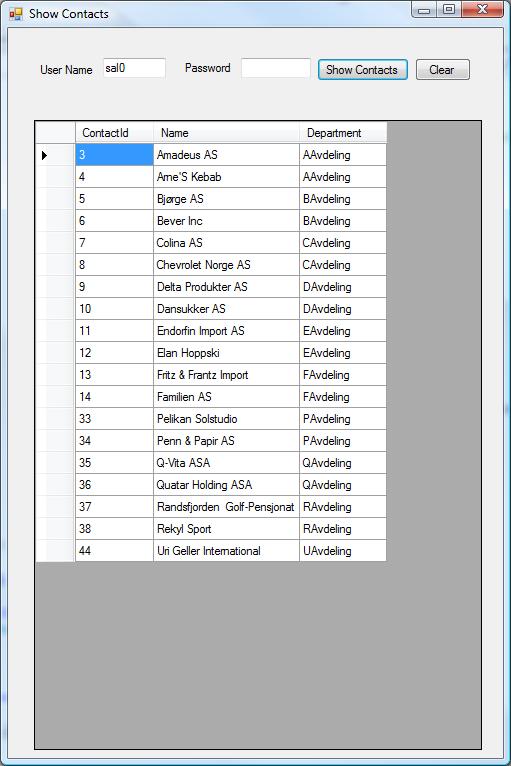 Show Contacts
User Name sal0 Password Show Contacts Clear
ContactId Name Department
3 Amadeus AS AAvdeling
4 Arne'S Kebab AAvdeling
5 Bjørge AS BAvdeling
6 Bever Inc BAvdeling
7 Colina AS CAvdeling
8 Chevrolet Norge AS CAvdeling
9 Delta Produkter AS DAvdeling
10 Dansukker AS DAvdeling
11 Endorfin Import AS EAvdeling
12 Elan Hoppski EAvdeling
13 Fritz & Frantz Import FAvdeling
14 Familien AS FAvdeling
33 Pelikan Solstudio PAvdeling
34 Penn & Papir AS PAvdeling
35 Q-Vita ASA QAvdeling
36 Quatar Holding ASA QAvdeling
37 Randsfjorden Golf-Pensjonat RAvdeling
38 Rekyl Sport RAvdeling
44 Uri Geller International UAvdeling